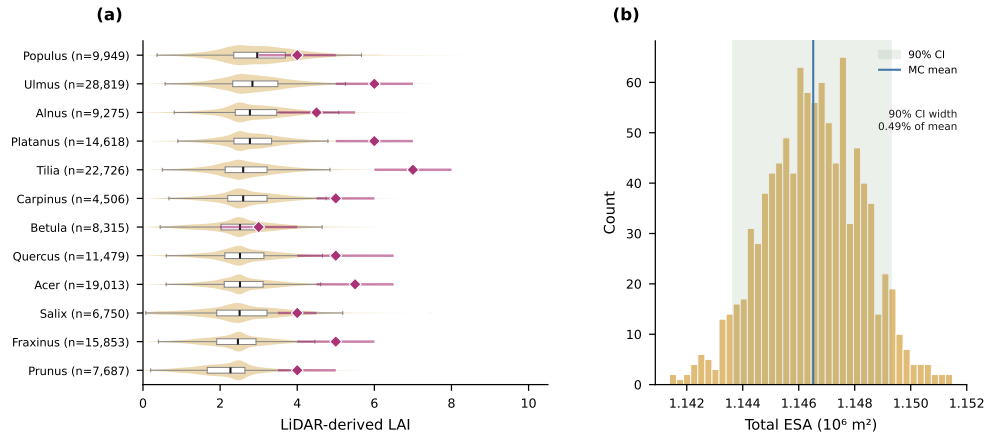 (a)
Populus (n=9,949)
Ulmus (n=28,819)
Alnus (n=9,275)
Platanus (n=14,618)
Tilia (n=22,726)
Carpinus (n=4,506)
Betula (n=8,315)
Quercus (n=11,479)
Acer (n=19,013)
Salix (n=6,750)
Fraxinus (n=15,853)
Prunus (n=7,687)
0 2 4 6 8 10
LiDAR-derived LAI
(b)
90% CI
MC mean
90% CI width
0.49% of mean
Count
60
50
40
30
20
10
0
1.142 1.144 1.146 1.148 1.150 1.152
Total ESA (10⁶ m²)